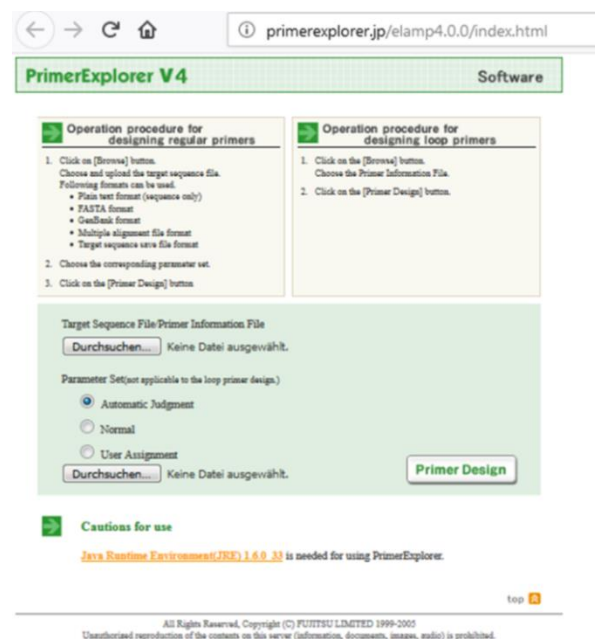 primerexplorer.jp/elamp4.0.0/index.html
PrimerExplorer V4
Software
Operation procedure for
designing regular primers
1. Click on [Browse] button.
Choose and upload the target sequence file.
Following formats can be used.
• Plain text format (sequence only)
• FASTA format
• GenBank format
• Multiple alignment file format
• Target sequence save file format
2. Choose the corresponding parameter set.
3. Click on the [Primer Design] button
Operation procedure for
designing loop primers
1. Click on the [Browse] button.
Choose the Primer Information File.
2. Click on the [Primer Design] button.
Target Sequence File/Primer Information File
Durchsuchen... Keine Datei ausgewählt.
Parameter Set(not applicable to the loop primer design.)
Automatic Judgment
Normal
User Assignment
Durchsuchen... Keine Datei ausgewählt.
Primer Design
Cautions for use
Java Runtime Environment(JRE) 1.6.0_33 is needed for using PrimerExplorer.
top
All Rights Reserved, Copyright (C) FUJITSU LIMITED 1999-2005
Unauthorized reproduction of the contents on this server (information, documents, images, audio) is prohibited.